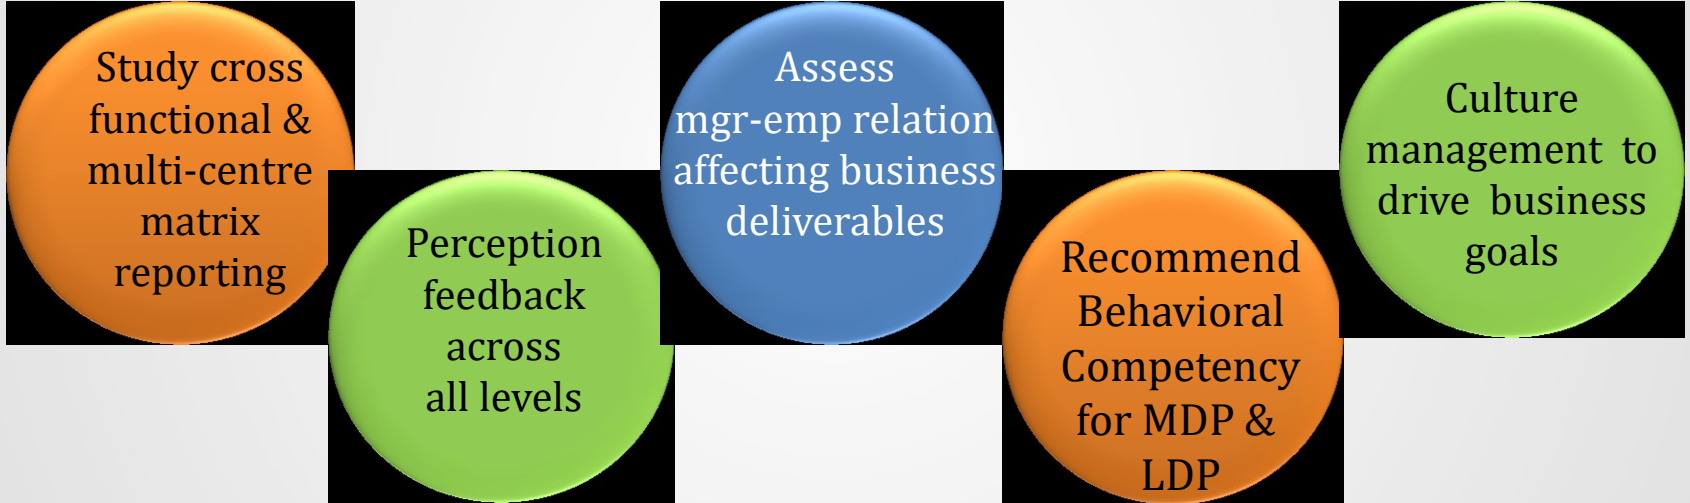 Study cross
functional &
multi-centre
matrix
reporting
Perception
feedback
across
all levels
Assess
mgr-emp relation
affecting business
deliverables
Recommend
Behavioral
Competency
for MDP &
LDP
Culture
management to
drive business
goals